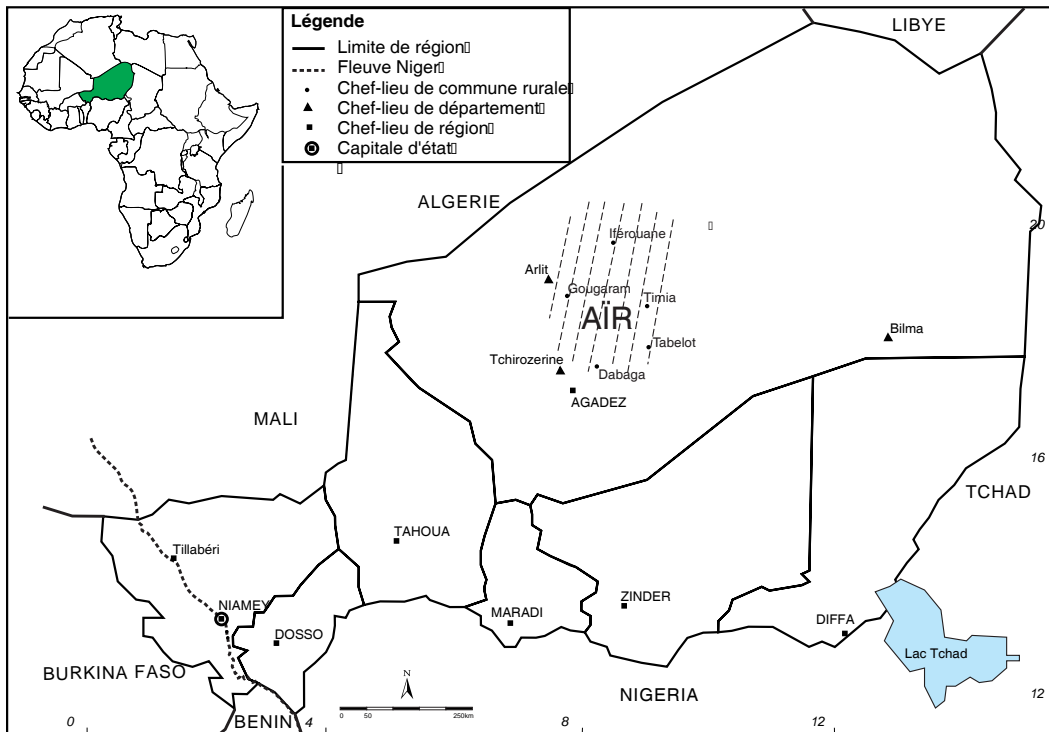 Légende
Limite de région
Fleuve Niger
Chef-lieu de commune rurale
Chef-lieu de département
Chef-lieu de région
Capitale d'état
LIBYE
ALGERIE
20
Iférouane
Arlit
Gougaram
Timia
AÏR
Bilma
Tabelot
Tchirozerine
Dabaga
AGADEZ
MALI
16
TCHAD
TAHOUA
Tillabéri
ZINDER
NIAMEY
MARADI
DIFFA
DOSSO
Lac Tchad
BURKINA FASO
N
NIGERIA
12
0 50 250km
BENIN
0 4 8 12